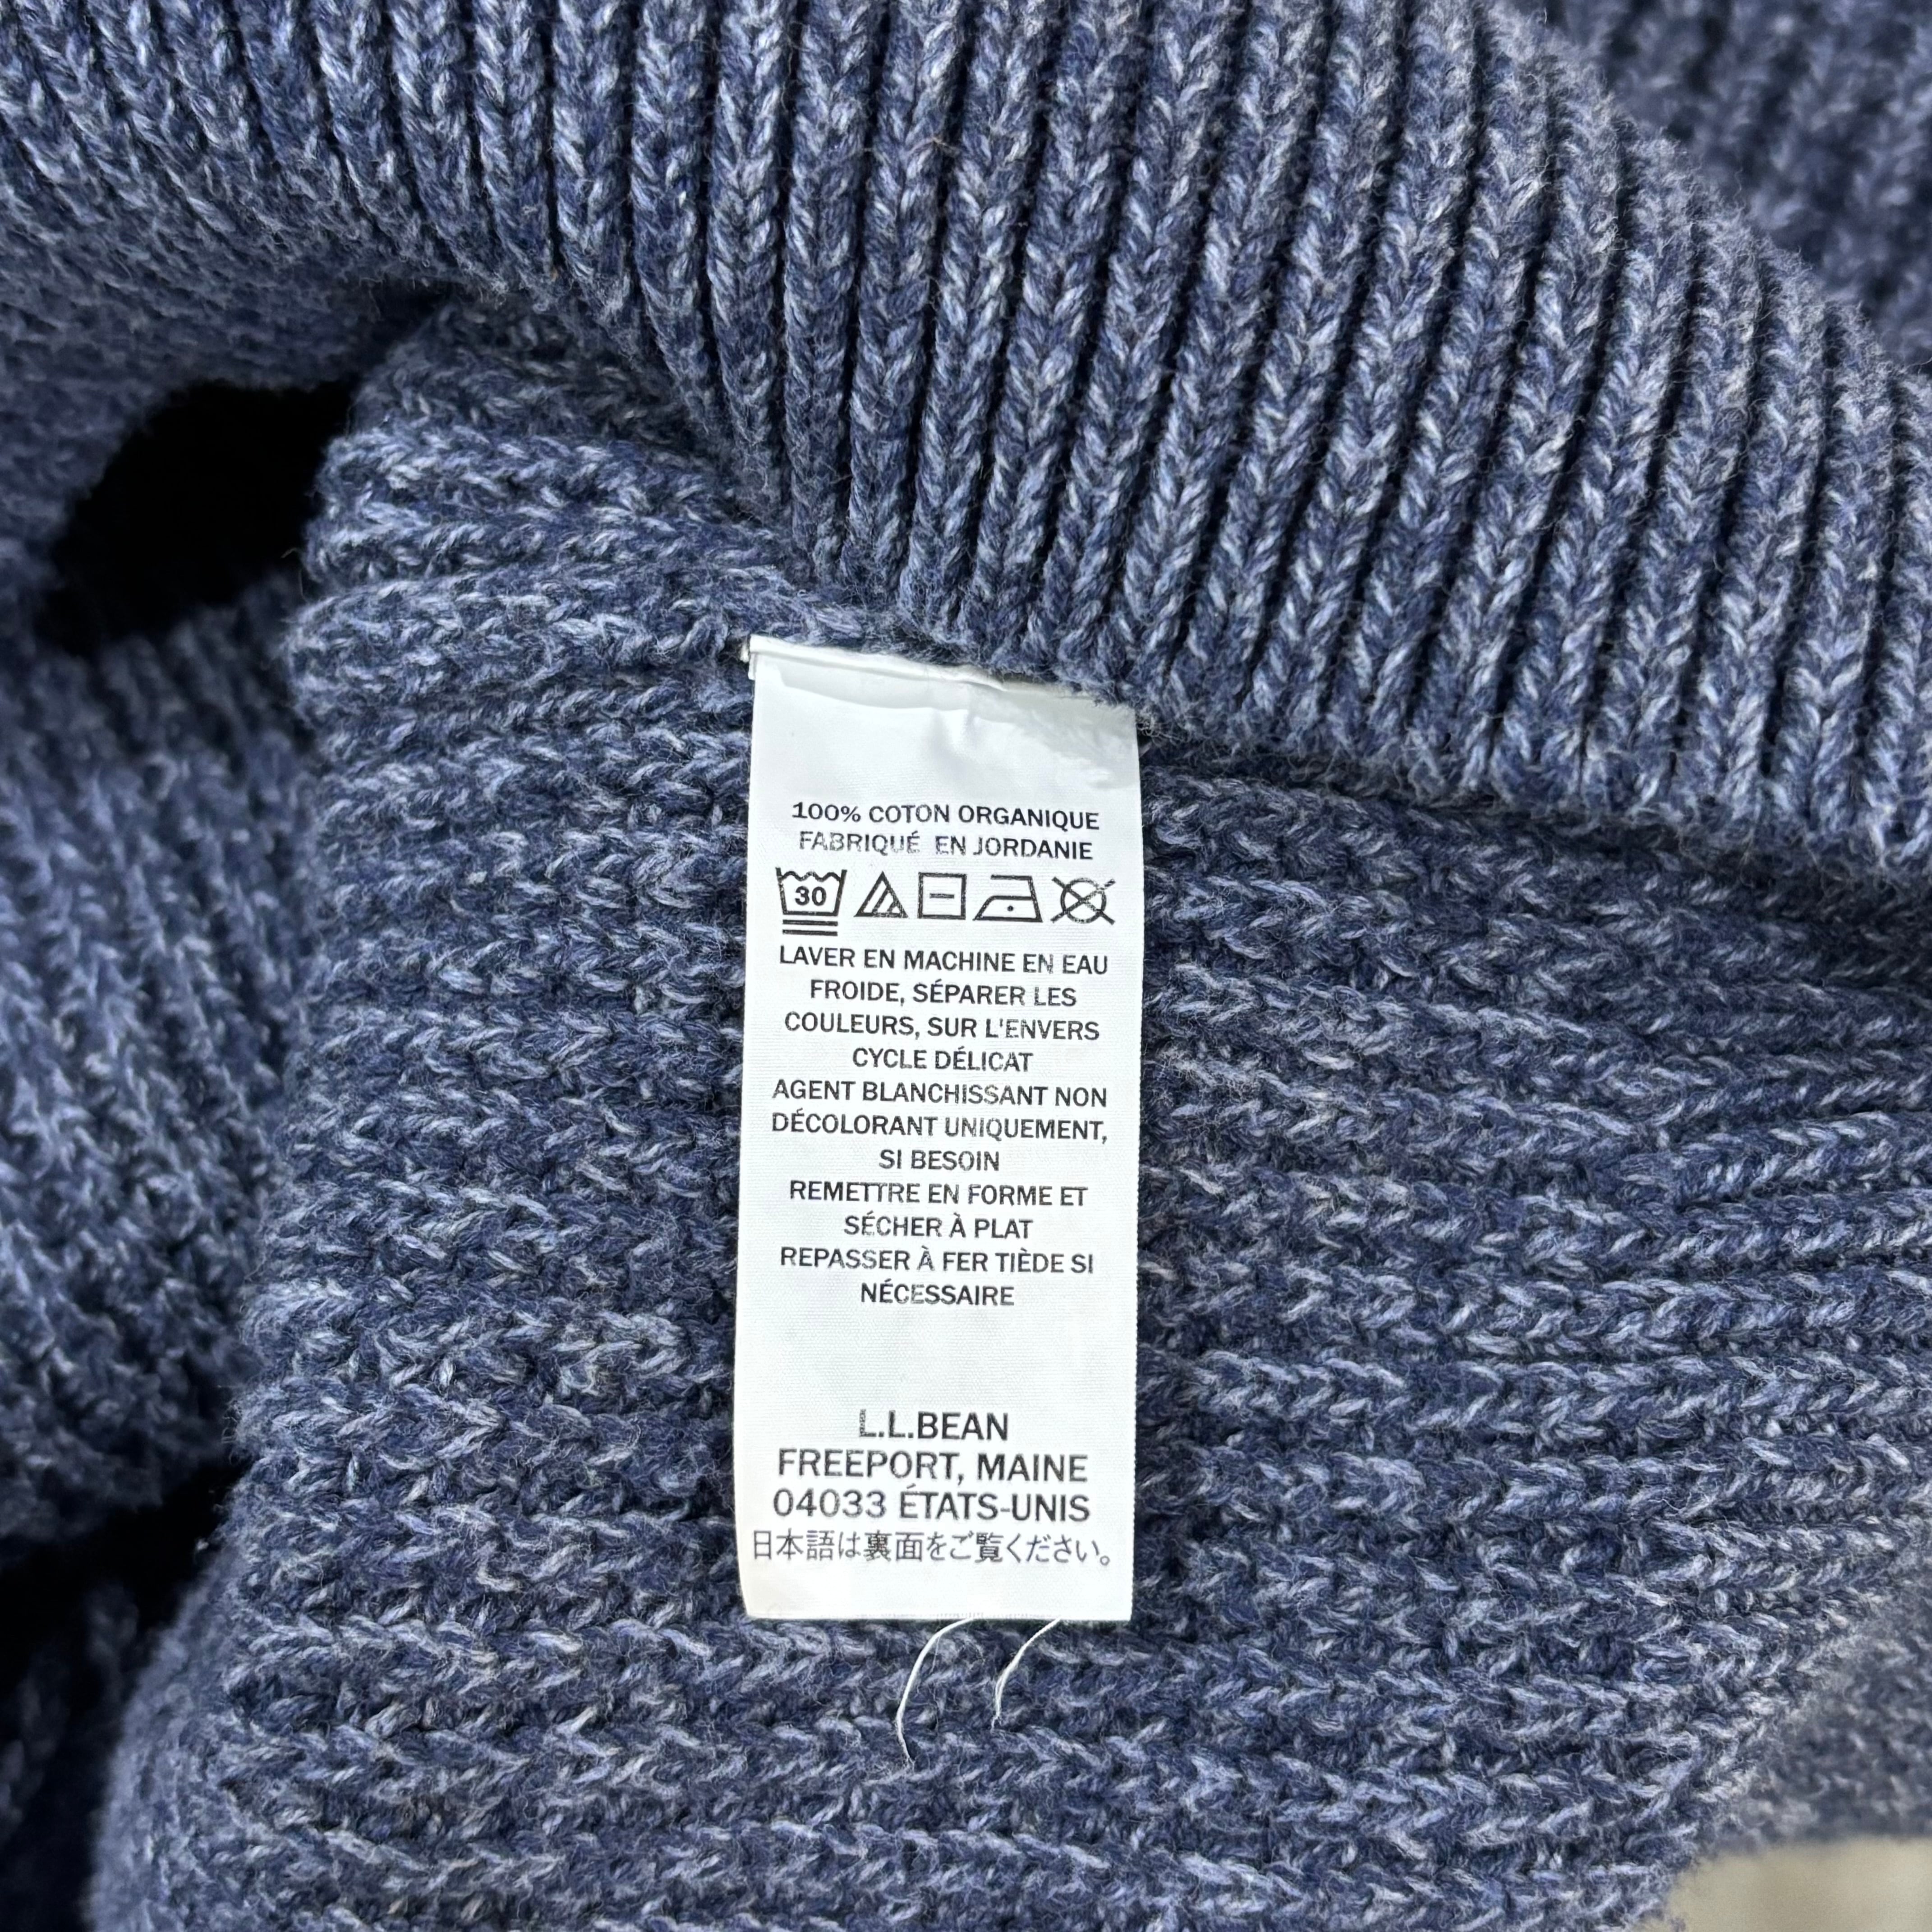 100% COTON ORGANIQUE
FABRIQUÉ EN JORDANIE
30
LAVER EN MACHINE EN EAU
FROIDE, SÉPARER LES
COULEURS, SUR L'ENVERS
CYCLE DÉLICAT
AGENT BLANCHISSANT NON
DÉCOLORANT UNIQUEMENT,
SI BESOIN
REMETTRE EN FORME ET
SÉCHER À PLAT
REPASSER À FER TIÈDE SI
NÉCESSAIRE
L.L.BEAN
FREEPORT, MAINE
04033 ÉTATS-UNIS
日本語は裏面をご覧ください。